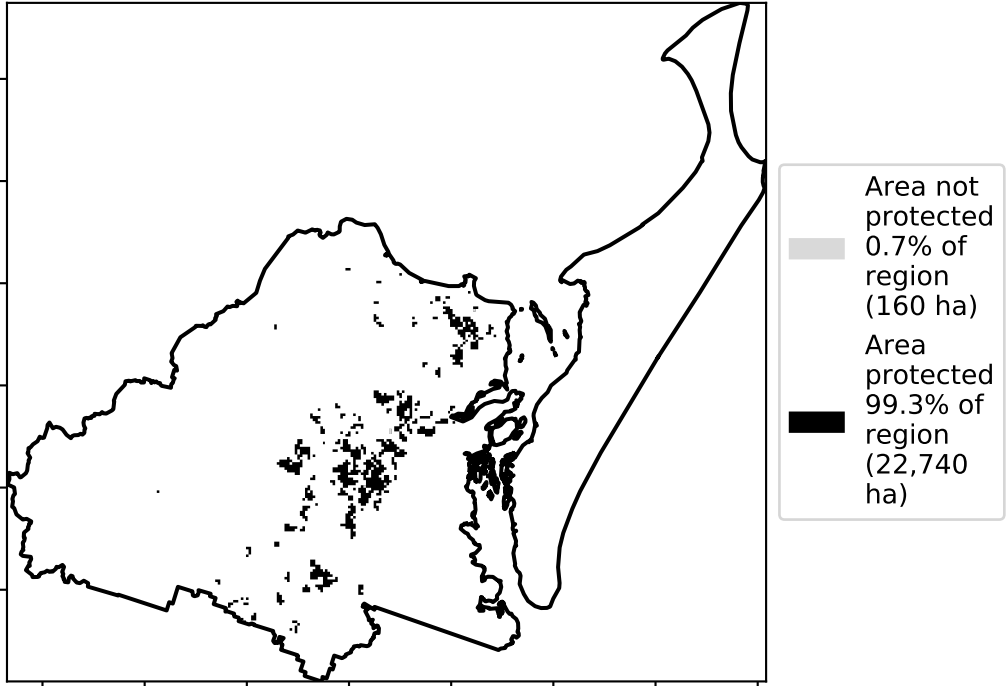 Area not
protected
0.7% of
region
(160 ha)
Area
protected
99.3% of
region
(22,740
ha)